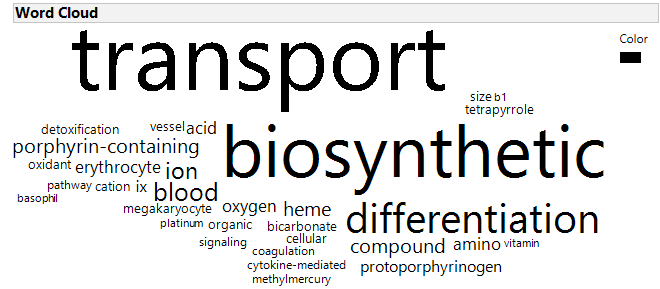 Word Cloud
transport
Color
size b1
tetrapyrrole
detoxification
vessel acid
porphyrin-containing
biosynthetic
oxidant erythrocyte ion
pathway cation ix blood
basophil
megakaryocyte oxygen heme
differentiation
platinum organic bicarbonate
signaling cellular
coagulation
compound amino vitamin
cytokine-mediated protoporphyrinogen
methylmercury